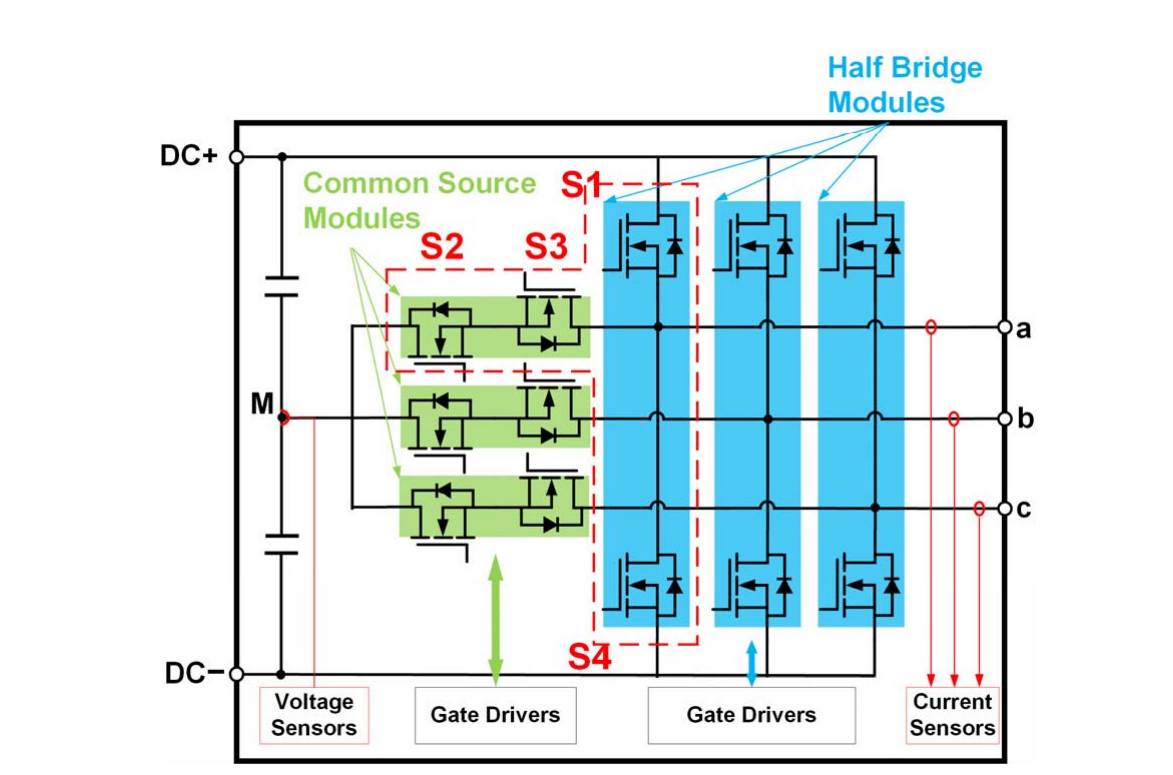 Half Bridge
Modules
DC+
Common Source
Modules
S1
S2
S3
a
M
b
c
S4
DC−
Voltage
Sensors
Gate Drivers
Gate Drivers
Current
Sensors